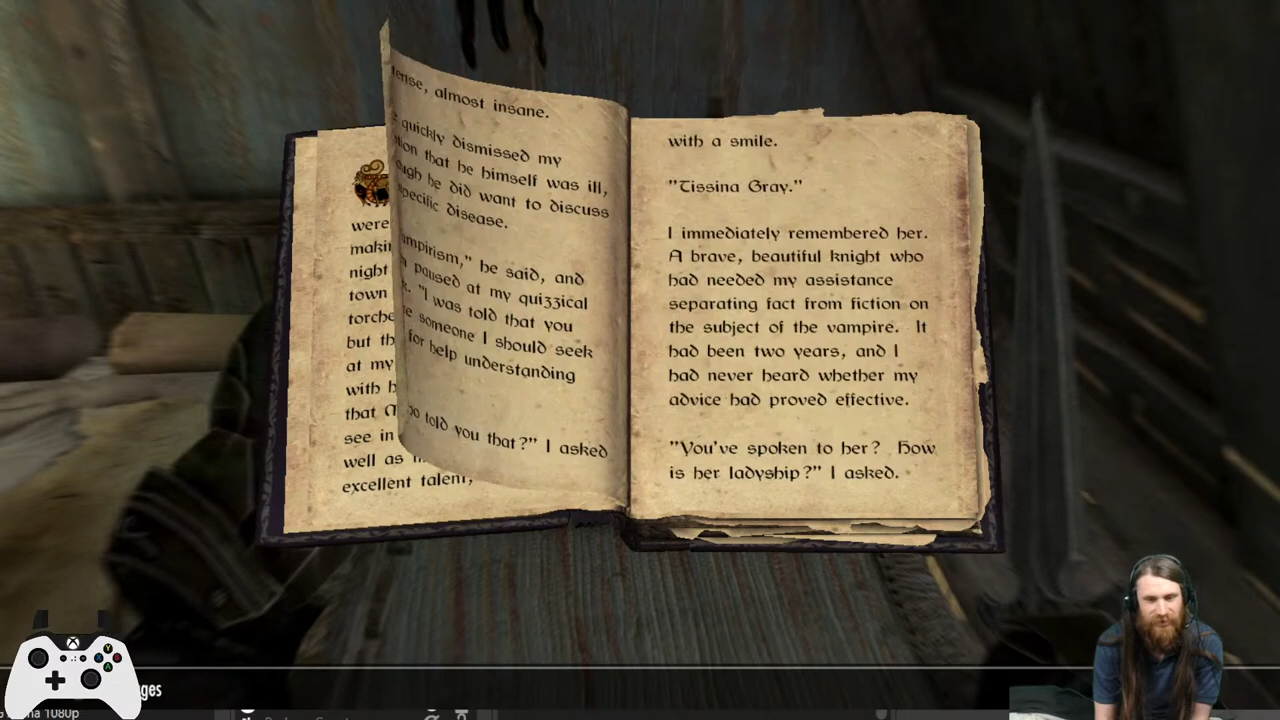 were
night
town
but th
at my
with h
that
see in
well as
excellent talent,
tense, almost insane.
quickly dismissed my
that he himself was ill,
he did want to discuss
specific disease.
he said, and
paused at my quizzical
"I was told that you
someone I should seek
for help understanding
told you that?" I asked
with a smile.
"Tissina Gray."
I immediately remembered her.
A brave, beautiful knight who
had needed my assistance
separating fact from fiction on
the subject of the vampire. It
had been two years, and I
had never heard whether my
advice had proved effective.
"You've spoken to her? How
is her ladyship?" I asked.
1080p